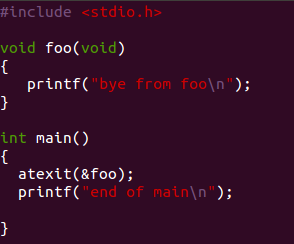 #include <stdio.h>
void foo(void)
{
   printf("bye from foo\n");
}
int main()
{
  atexit(&foo);
  printf("end of main\n");
}